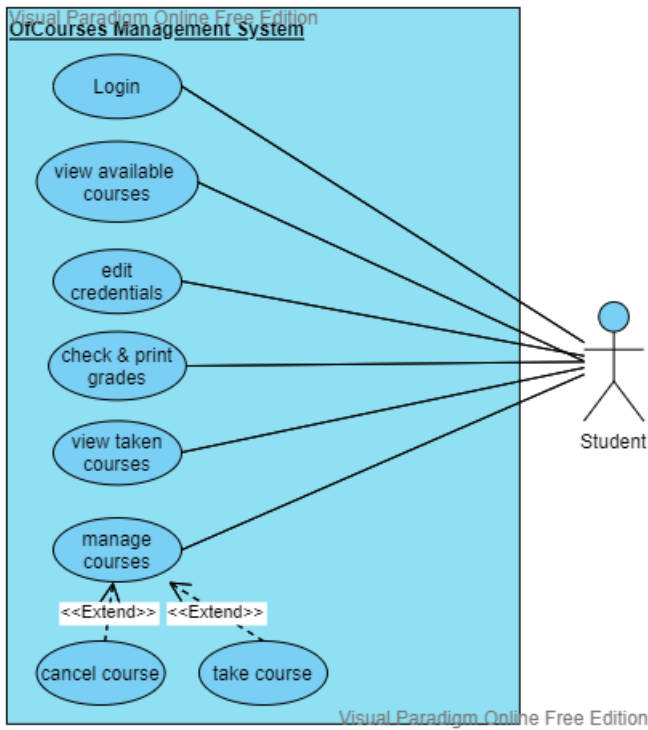 Visual Paradigm Online Free Edition
OfCourses Management System
Login
view available
courses
edit
credentials
check & print
grades
view taken
courses
manage
courses
<<Extend>>
<<Extend>>
cancel course
take course
Student
Visual Paradigm Online Free Edition